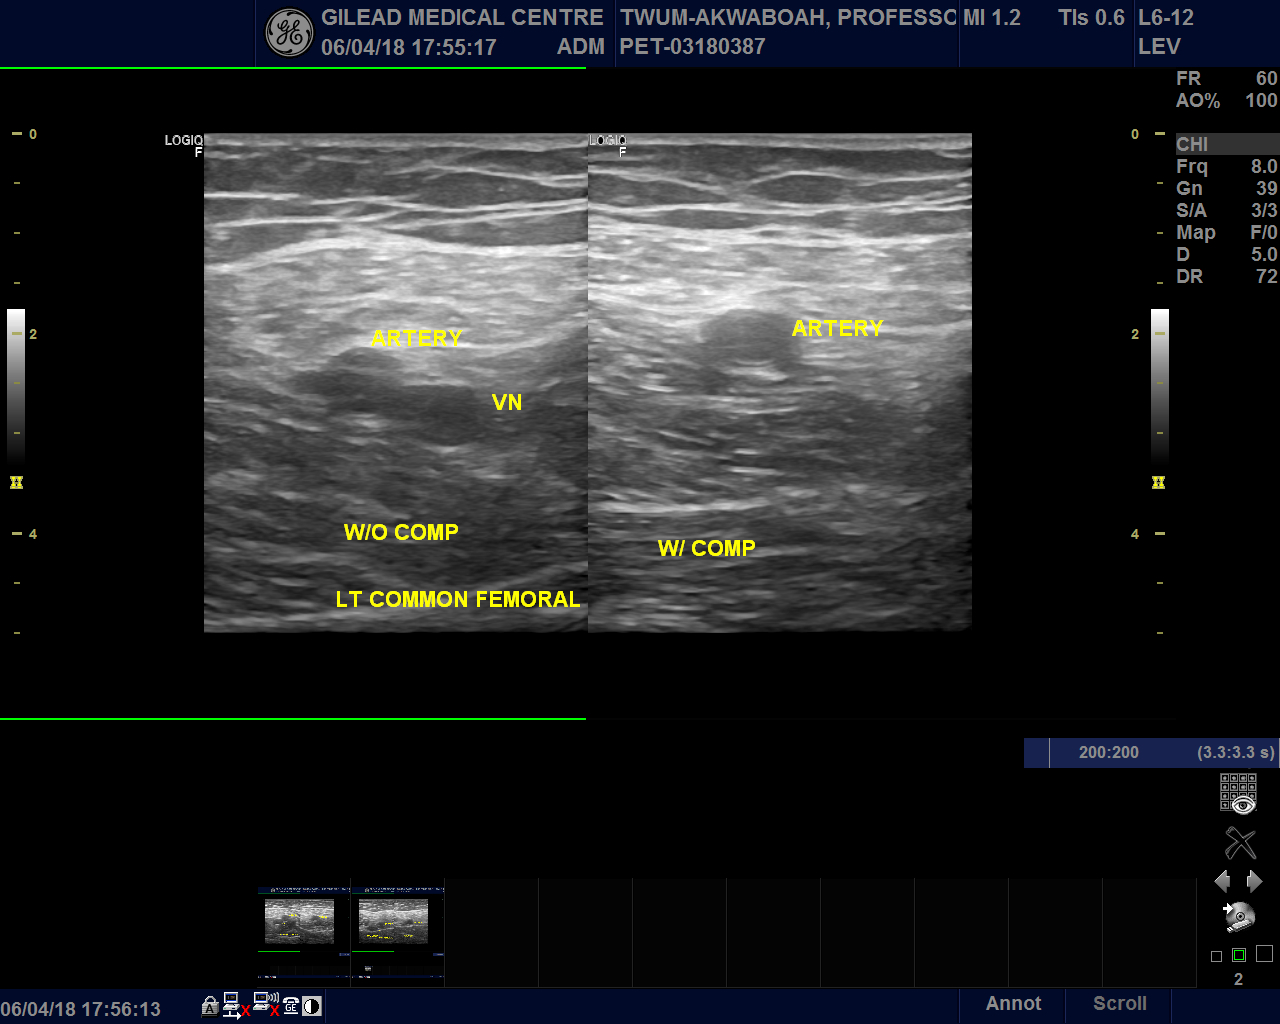 GILEAD MEDICAL CENTRE
06/04/18 17:55:17 ADM
TWUM-AKWABOAH, PROFESSO
PET-03180387
MI 1.2 TIs 0.6
L6-12
LEV
FR 60
AO% 100
CHI
Frq 8.0
Gn 39
S/A 3/3
Map F/0
D 5.0
DR 72
0
2
4
LOGIQ
F
ARTERY
VN
W/O COMP
LT COMMON FEMORAL
LOGIQ
F
ARTERY
W/ COMP
0
2
4
200:200 (3.3:3.3 s)
2
06/04/18 17:56:13
A
GE
Annot
Scroll